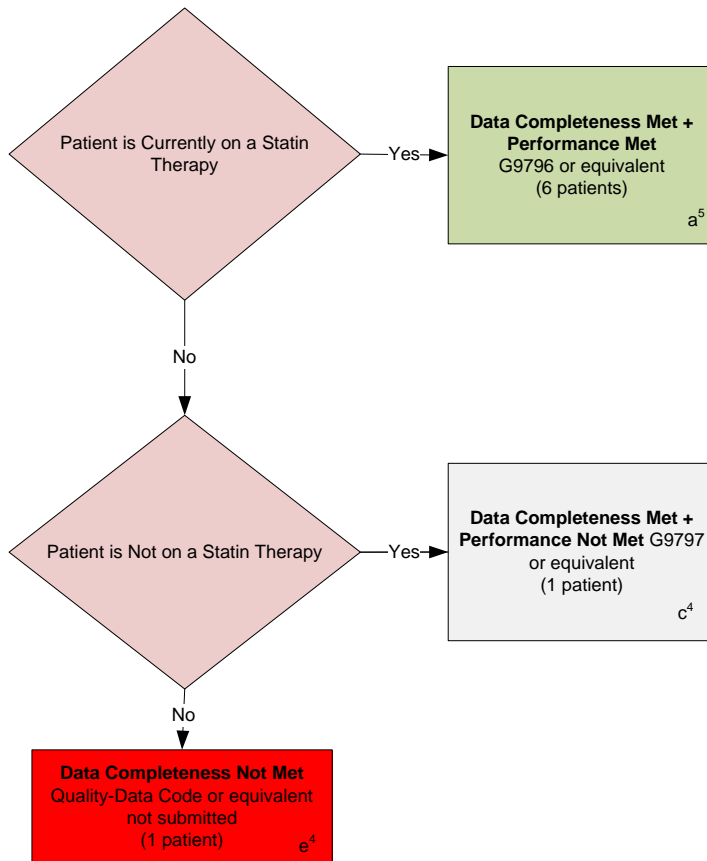 Patient is Currently on a Statin
Therapy
Yes
Data Completeness Met +
Performance Met
G9796 or equivalent
(6 patients)
a⁵
No
Patient is Not on a Statin Therapy
Yes
Data Completeness Met +
Performance Not Met G9797
or equivalent
(1 patient)
c⁴
No
Data Completeness Not Met
Quality-Data Code or equivalent
not submitted
(1 patient)
e⁴